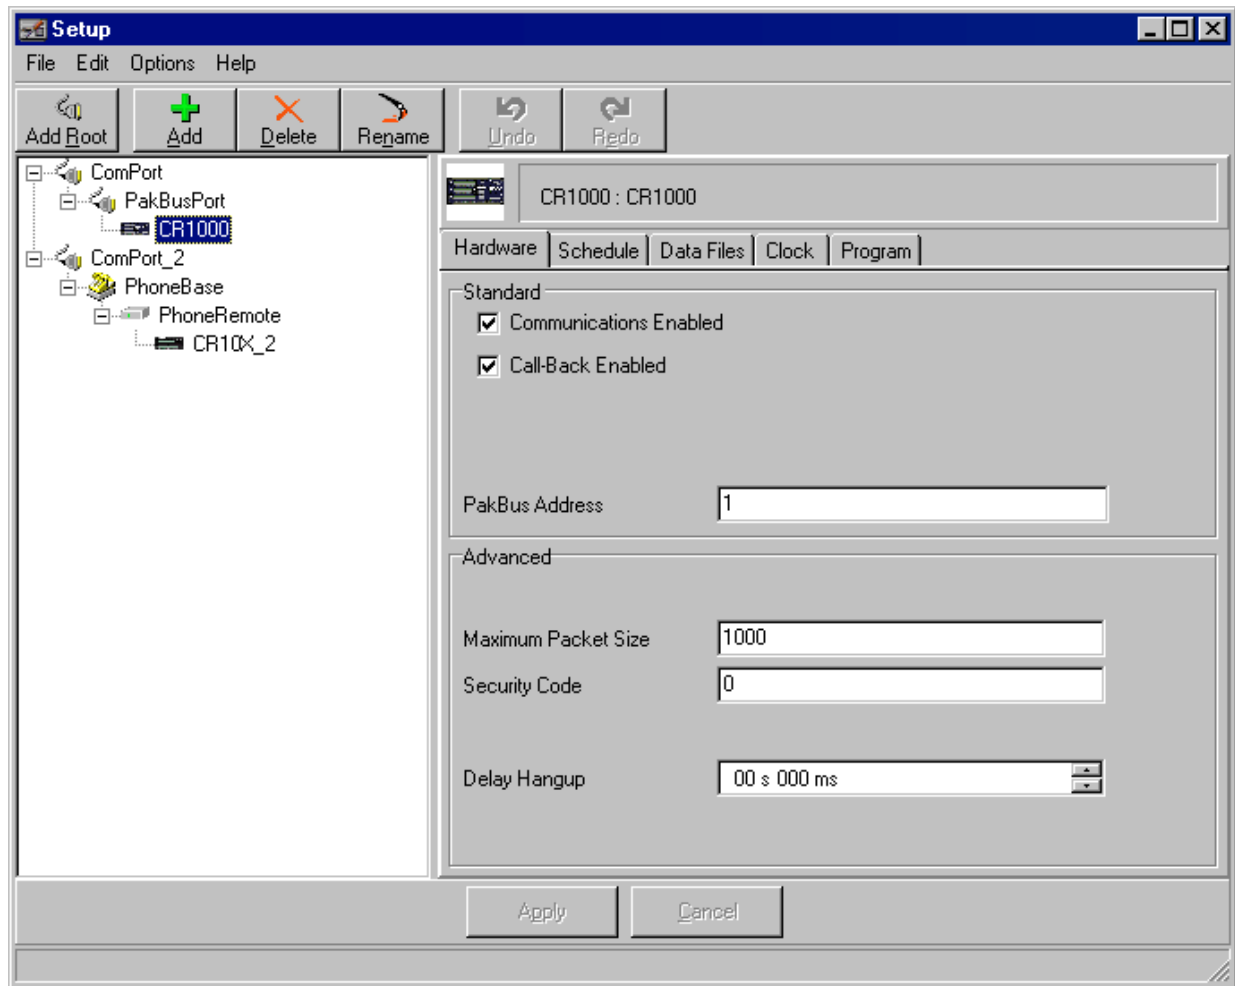 Setup
File Edit Options Help
Add Root Add Delete Rename Undo Redo
ComPort
PakBusPort
CR1000
ComPort_2
PhoneBase
PhoneRemote
CR10X_2
CR1000 : CR1000
Hardware Schedule Data Files Clock Program
Standard
Communications Enabled
Call-Back Enabled
PakBus Address 1
Advanced
Maximum Packet Size 1000
Security Code 0
Delay Hangup 00 s 000 ms
Apply Cancel